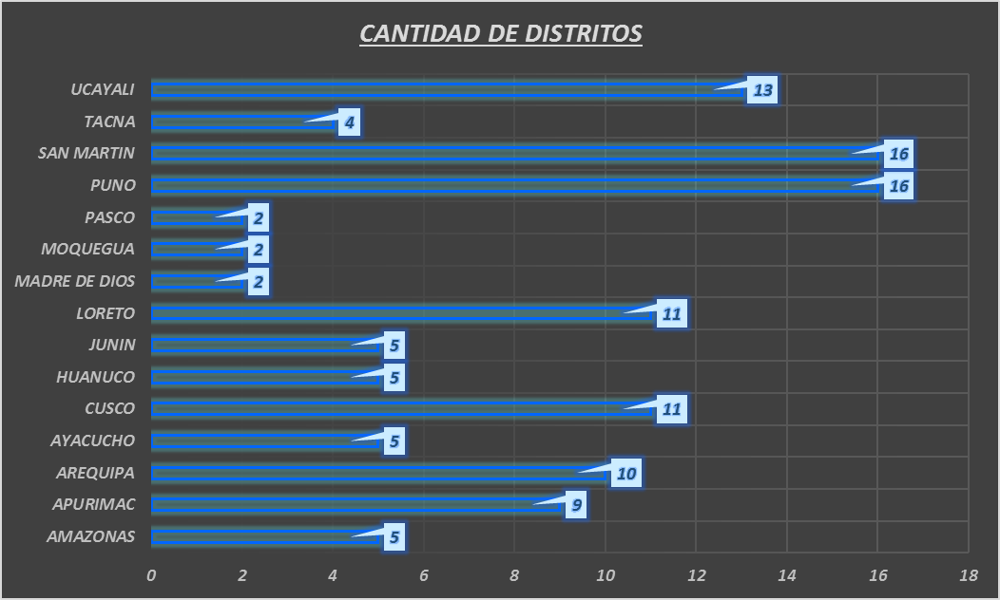 CANTIDAD DE DISTRITOS
UCAYALI 13
TACNA 4
SAN MARTIN 16
PUNO 16
PASCO 2
MOQUEGUA 2
MADRE DE DIOS 2
LORETO 11
JUNIN 5
HUANUCO 5
CUSCO 11
AYACUCHO 5
AREQUIPA 10
APURIMAC 9
AMAZONAS 5
0 2 4 6 8 10 12 14 16 18